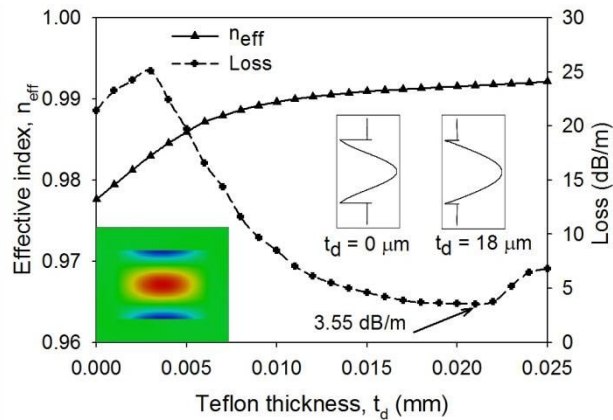 Effective index, n_eff
1.00
0.99
0.98
0.97
0.96
n_eff
Loss
t_d = 0 μm
t_d = 18 μm
3.55 dB/m
30
25
20
15
10
5
0
Loss (dB/m)
0.000
0.005
0.010
0.015
0.020
0.025
Teflon thickness, t_d (mm)